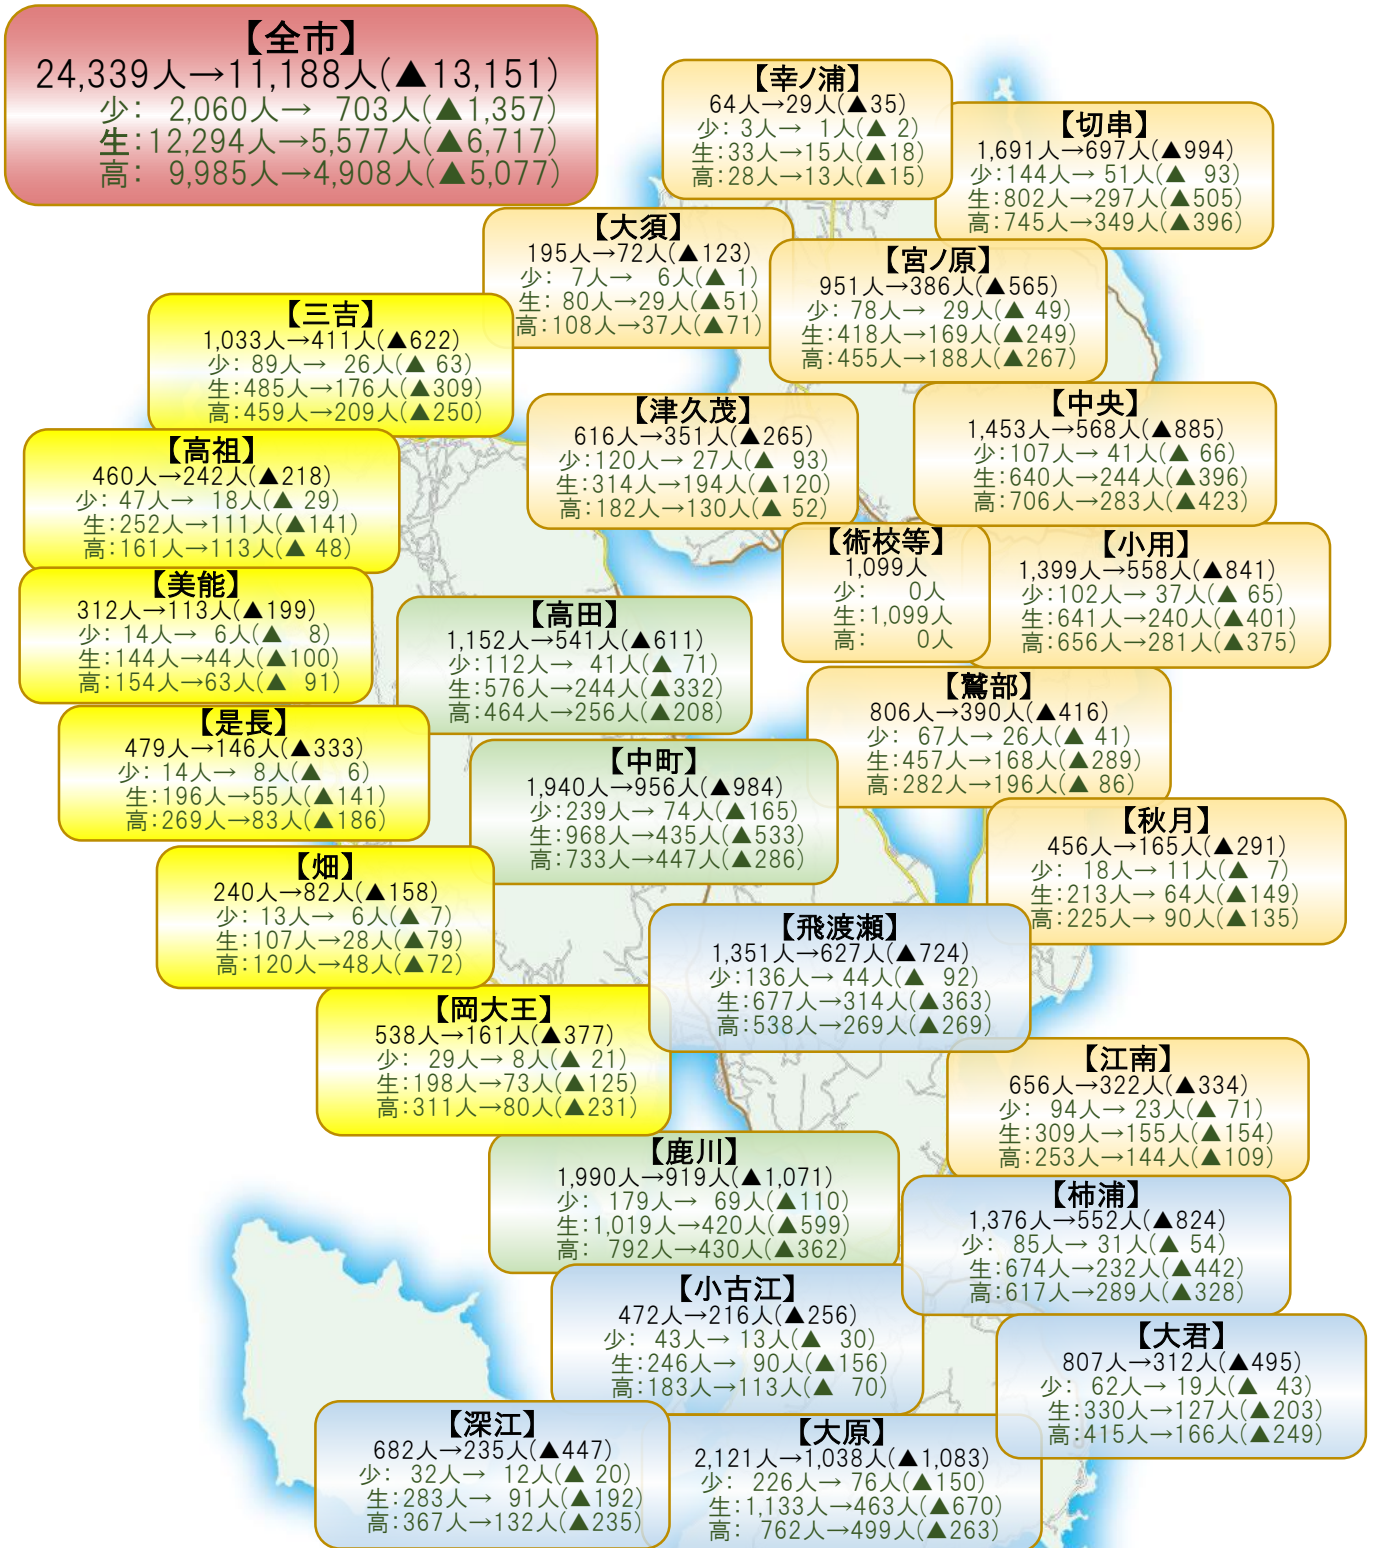 【全市】
24,339人→11,188人(▲13,151)
少: 2,060人→ 703人(▲1,357)
生:12,294人→5,577人(▲6,717)
高: 9,985人→4,908人(▲5,077)
【幸ノ浦】
64人→29人(▲35)
少: 3人→ 1人(▲ 2)
生:33人→15人(▲18)
高:28人→13人(▲15)
【切串】
1,691人→697人(▲994)
少:144人→ 51人(▲ 93)
生:802人→297人(▲505)
高:745人→349人(▲396)
【大須】
195人→72人(▲123)
少: 7人→ 6人(▲ 1)
生: 80人→29人(▲51)
高:108人→37人(▲71)
【宮ノ原】
951人→386人(▲565)
少: 78人→ 29人(▲ 49)
生:418人→169人(▲249)
高:455人→188人(▲267)
【三吉】
1,033人→411人(▲622)
少: 89人→ 26人(▲ 63)
生:485人→176人(▲309)
高:459人→209人(▲250)
【津久茂】
616人→351人(▲265)
少:120人→ 27人(▲ 93)
生:314人→194人(▲120)
高:182人→130人(▲ 52)
【中央】
1,453人→568人(▲885)
少:107人→ 41人(▲ 66)
生:640人→244人(▲396)
高:706人→283人(▲423)
【高祖】
460人→242人(▲218)
少: 47人→ 18人(▲ 29)
生:252人→111人(▲141)
高:161人→113人(▲ 48)
【術校等】
1,099人
少: 0人
生:1,099人
高: 0人
【小用】
1,399人→558人(▲841)
少:102人→ 37人(▲ 65)
生:641人→240人(▲401)
高:656人→281人(▲375)
【美能】
312人→113人(▲199)
少: 14人→ 6人(▲ 8)
生:144人→44人(▲100)
高:154人→63人(▲ 91)
【高田】
1,152人→541人(▲611)
少:112人→ 41人(▲ 71)
生:576人→244人(▲332)
高:464人→256人(▲208)
【鷲部】
806人→390人(▲416)
少: 67人→ 26人(▲ 41)
生:457人→168人(▲289)
高:282人→196人(▲ 86)
【是長】
479人→146人(▲333)
少: 14人→ 8人(▲ 6)
生:196人→55人(▲141)
高:269人→83人(▲186)
【中町】
1,940人→956人(▲984)
少:239人→ 74人(▲165)
生:968人→435人(▲533)
高:733人→447人(▲286)
【秋月】
456人→165人(▲291)
少: 18人→ 11人(▲ 7)
生:213人→ 64人(▲149)
高:225人→ 90人(▲135)
【畑】
240人→82人(▲158)
少: 13人→ 6人(▲ 7)
生:107人→28人(▲79)
高:120人→48人(▲72)
【飛渡瀬】
1,351人→627人(▲724)
少:136人→ 44人(▲ 92)
生:677人→314人(▲363)
高:538人→269人(▲269)
【岡大王】
538人→161人(▲377)
少: 29人→ 8人(▲ 21)
生:198人→73人(▲125)
高:311人→80人(▲231)
【江南】
656人→322人(▲334)
少: 94人→ 23人(▲ 71)
生:309人→155人(▲154)
高:253人→144人(▲109)
【鹿川】
1,990人→919人(▲1,071)
少: 179人→ 69人(▲110)
生:1,019人→420人(▲599)
高: 792人→430人(▲362)
【柿浦】
1,376人→552人(▲824)
少: 85人→ 31人(▲ 54)
生:674人→232人(▲442)
高:617人→289人(▲328)
【小古江】
472人→216人(▲256)
少: 43人→ 13人(▲ 30)
生:246人→ 90人(▲156)
高:183人→113人(▲ 70)
【大君】
807人→312人(▲495)
少: 62人→ 19人(▲ 43)
生:330人→127人(▲203)
高:415人→166人(▲249)
【深江】
682人→235人(▲447)
少: 32人→ 12人(▲ 20)
生:283人→ 91人(▲192)
高:367人→132人(▲235)
【大原】
2,121人→1,038人(▲1,083)
少: 226人→ 76人(▲150)
生:1,133人→463人(▲670)
高: 762人→499人(▲263)